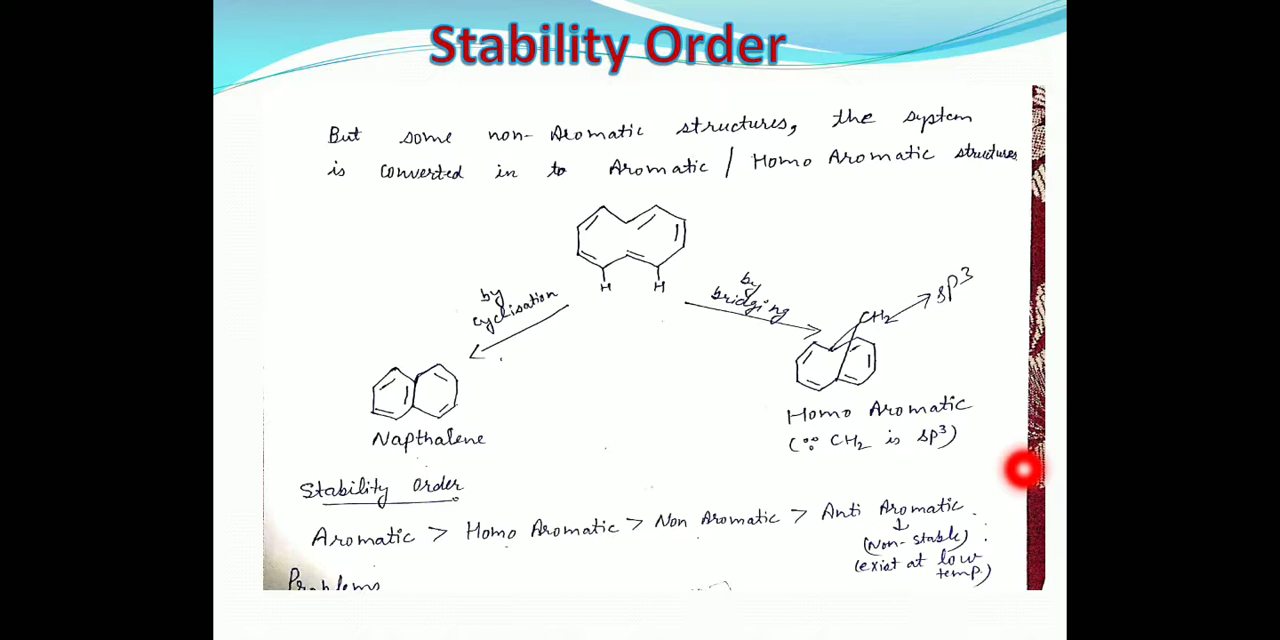 Stability Order
But some non-Aromatic structures, the system
is converted in to Aromatic / Homo Aromatic structures
H H
by
cyclisation
by
bridging
CH2
sp3
Napthalene
Homo Aromatic
(∵ CH2 is sp3)
Stability Order
Aromatic > Homo Aromatic > Non Aromatic > Anti Aromatic.
(Non-stable)
(exist at low
temp.)
Problems